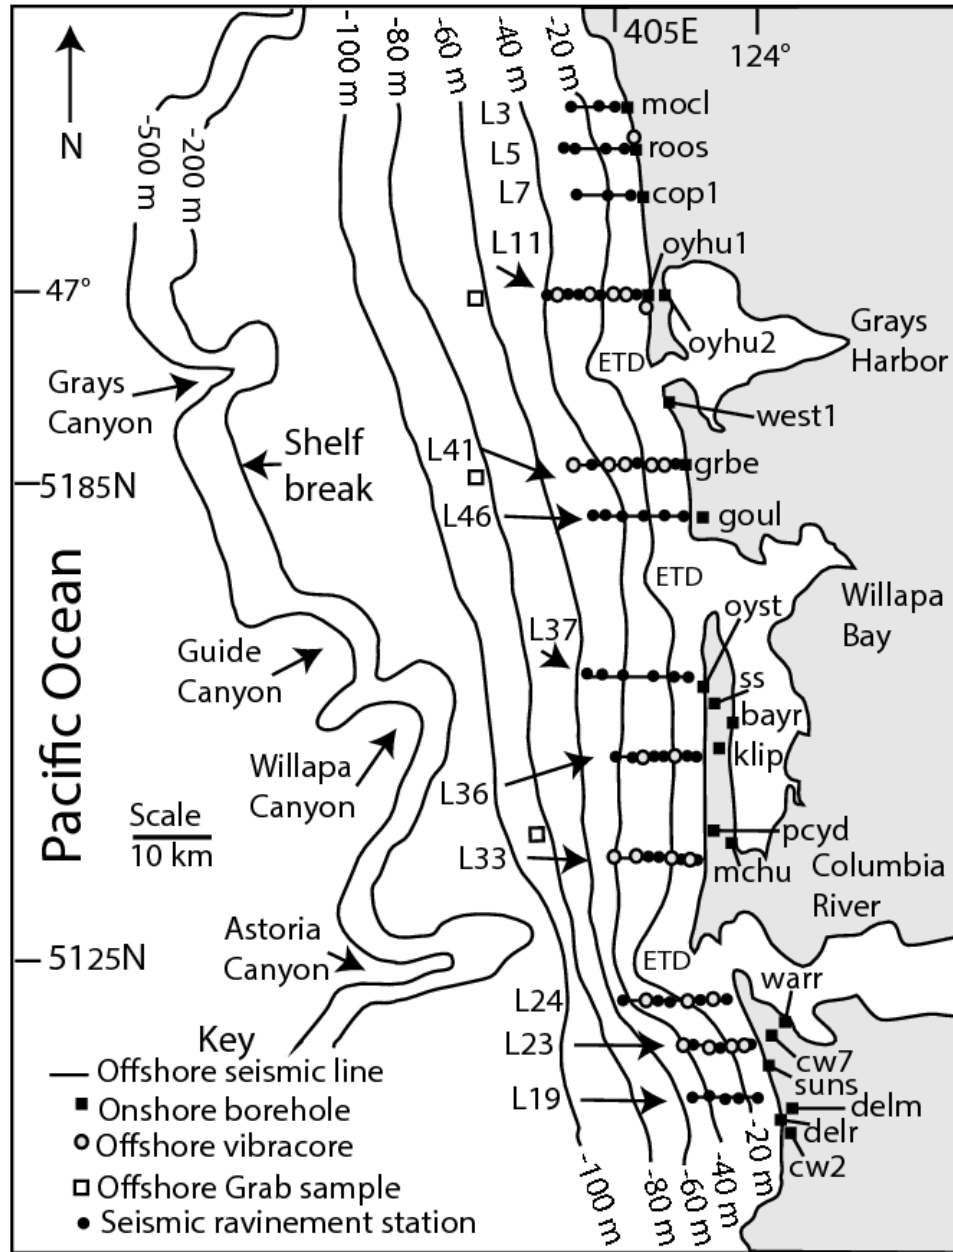 405E
124°
-100 m
-80 m
-60 m
-40 m
-20 m
N
-500 m
-200 m
L3
mocl
L5
roos
L7
cop1
L11
oyhu1
47°
oyhu2
ETD
Grays
Harbor
Grays
Canyon
west1
Shelf
break
L41
grbe
5185N
L46
goul
ETD
Pacific Ocean
Willapa
Bay
oyst
L37
Guide
Canyon
ss
bayr
klip
Willapa
Canyon
L36
Scale
10 km
pcyd
L33
mchu
Columbia
River
Astoria
Canyon
5125N
ETD
warr
L24
L23
cw7
suns
L19
delm
delr
cw2
-20 m
-40 m
-60 m
-80 m
-100 m
Key
Offshore seismic line
Onshore borehole
Offshore vibracore
Offshore Grab sample
Seismic ravinement station